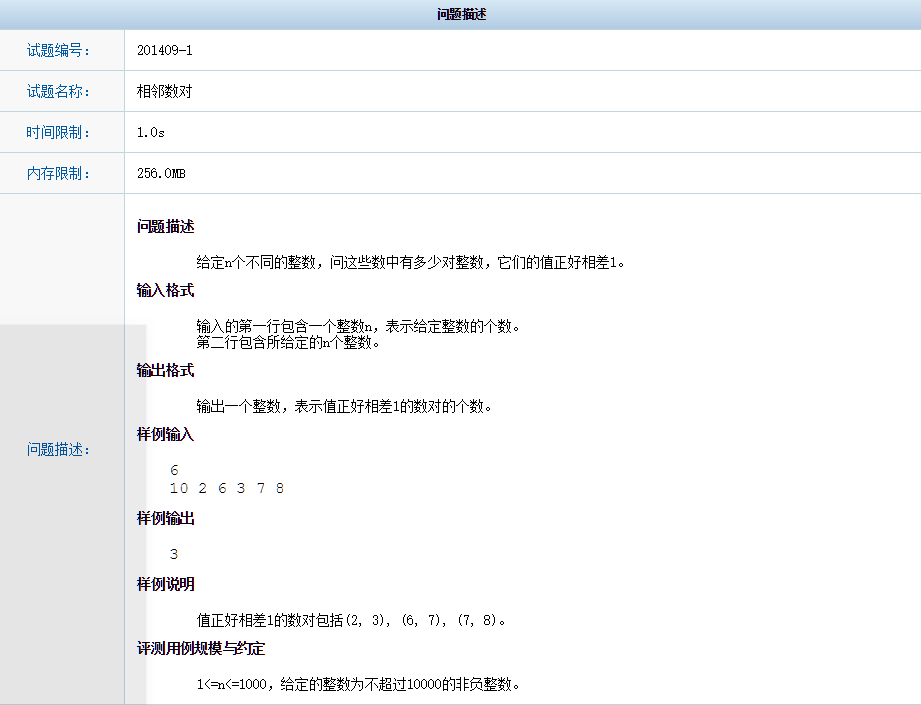 问题描述
试题编号： 201409-1
试题名称： 相邻数对
时间限制： 1.0s
内存限制： 256.0MB
问题描述：
问题描述
给定n个不同的整数，问这些数中有多少对整数，它们的值正好相差1。
输入格式
输入的第一行包含一个整数n，表示给定整数的个数。
第二行包含所给定的n个整数。
输出格式
输出一个整数，表示值正好相差1的数对的个数。
样例输入
6
10 2 6 3 7 8
样例输出
3
样例说明
值正好相差1的数对包括(2, 3), (6, 7), (7, 8)。
评测用例规模与约定
1<=n<=1000，给定的整数为不超过10000的非负整数。